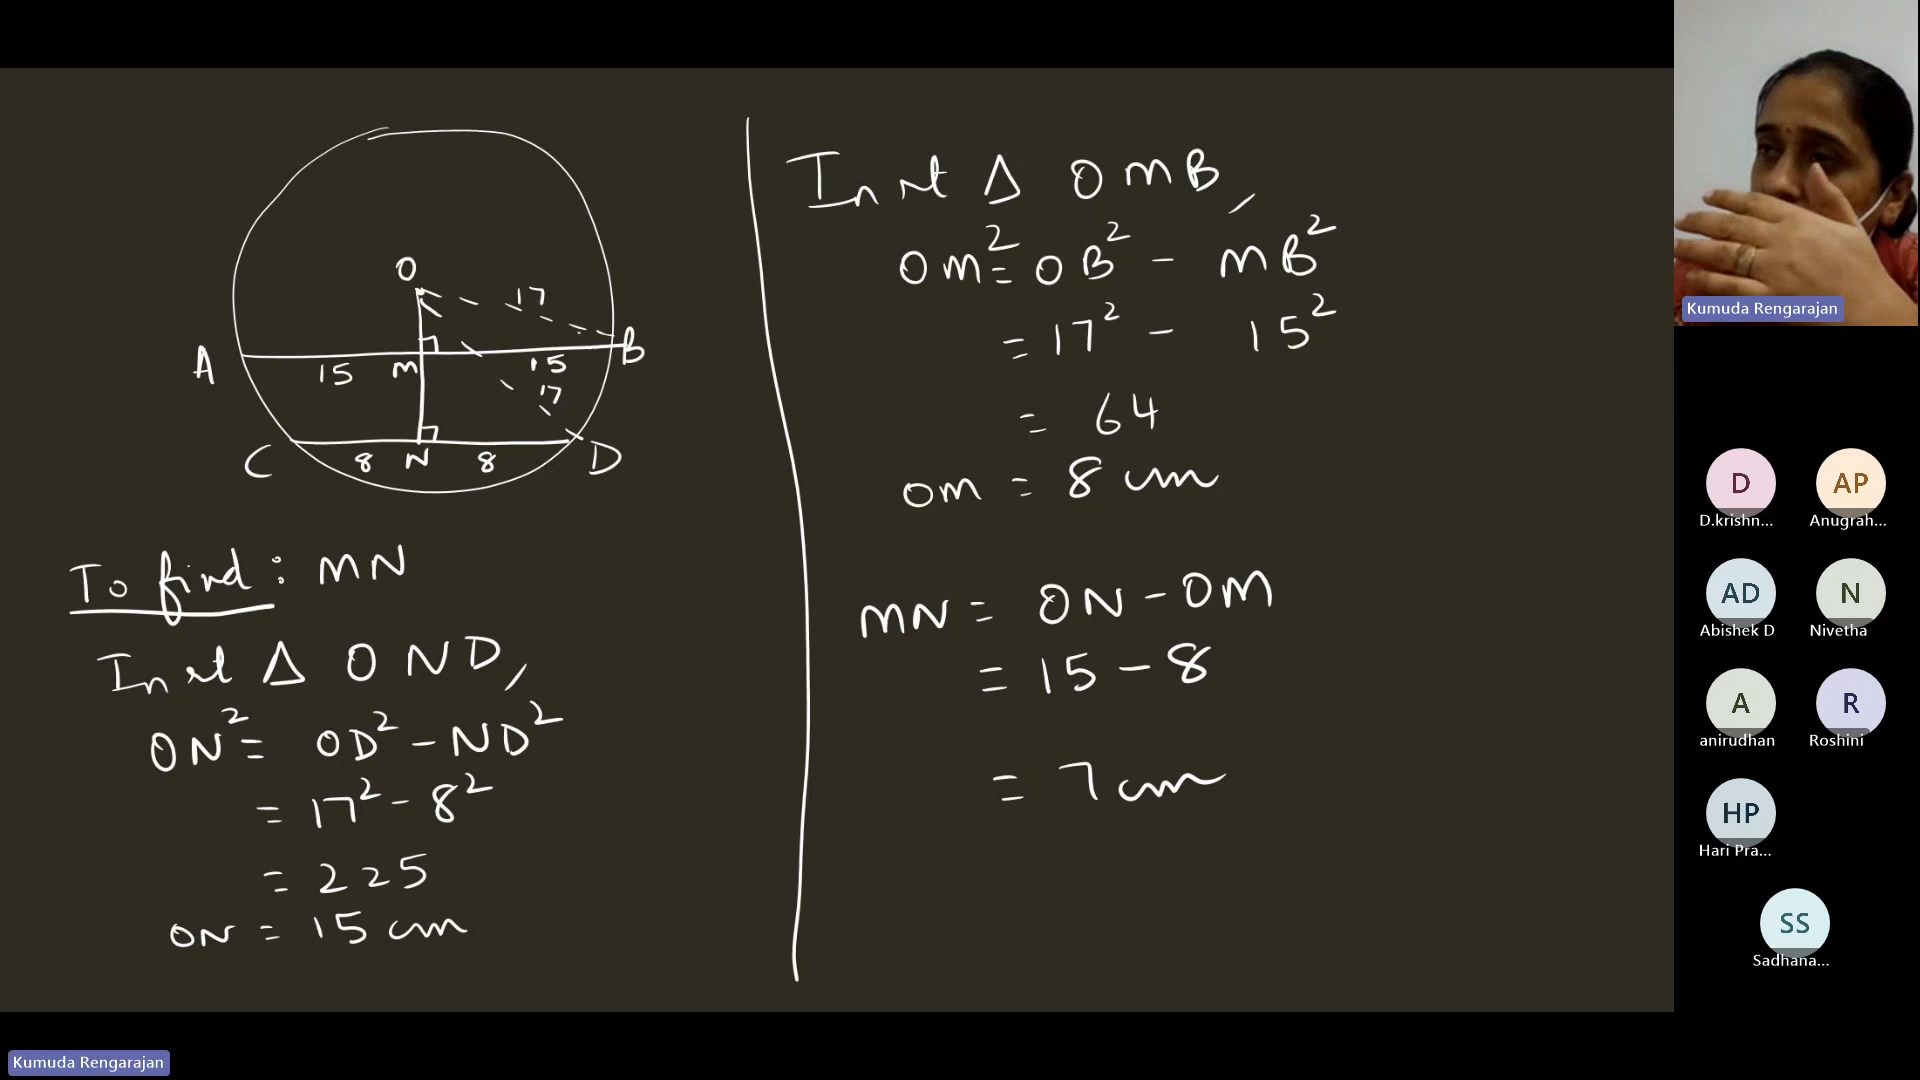 O
17
A
15
M
15
B
17
C
8
N
8
D
To find : MN
In rt Δ OND,
ON² = OD² - ND²
= 17² - 8²
= 225
ON = 15 cm
In rt Δ OMB,
OM² = OB² - MB²
= 17² - 15²
= 64
OM = 8 cm
MN = ON - OM
= 15 - 8
= 7 cm
Kumuda Rengarajan
D
AP
D.krishn...
Anugrah...
AD
N
Abishek D
Nivetha
A
R
anirudhan
Roshini
HP
Hari Pra...
SS
Sadhana...
Kumuda Rengarajan